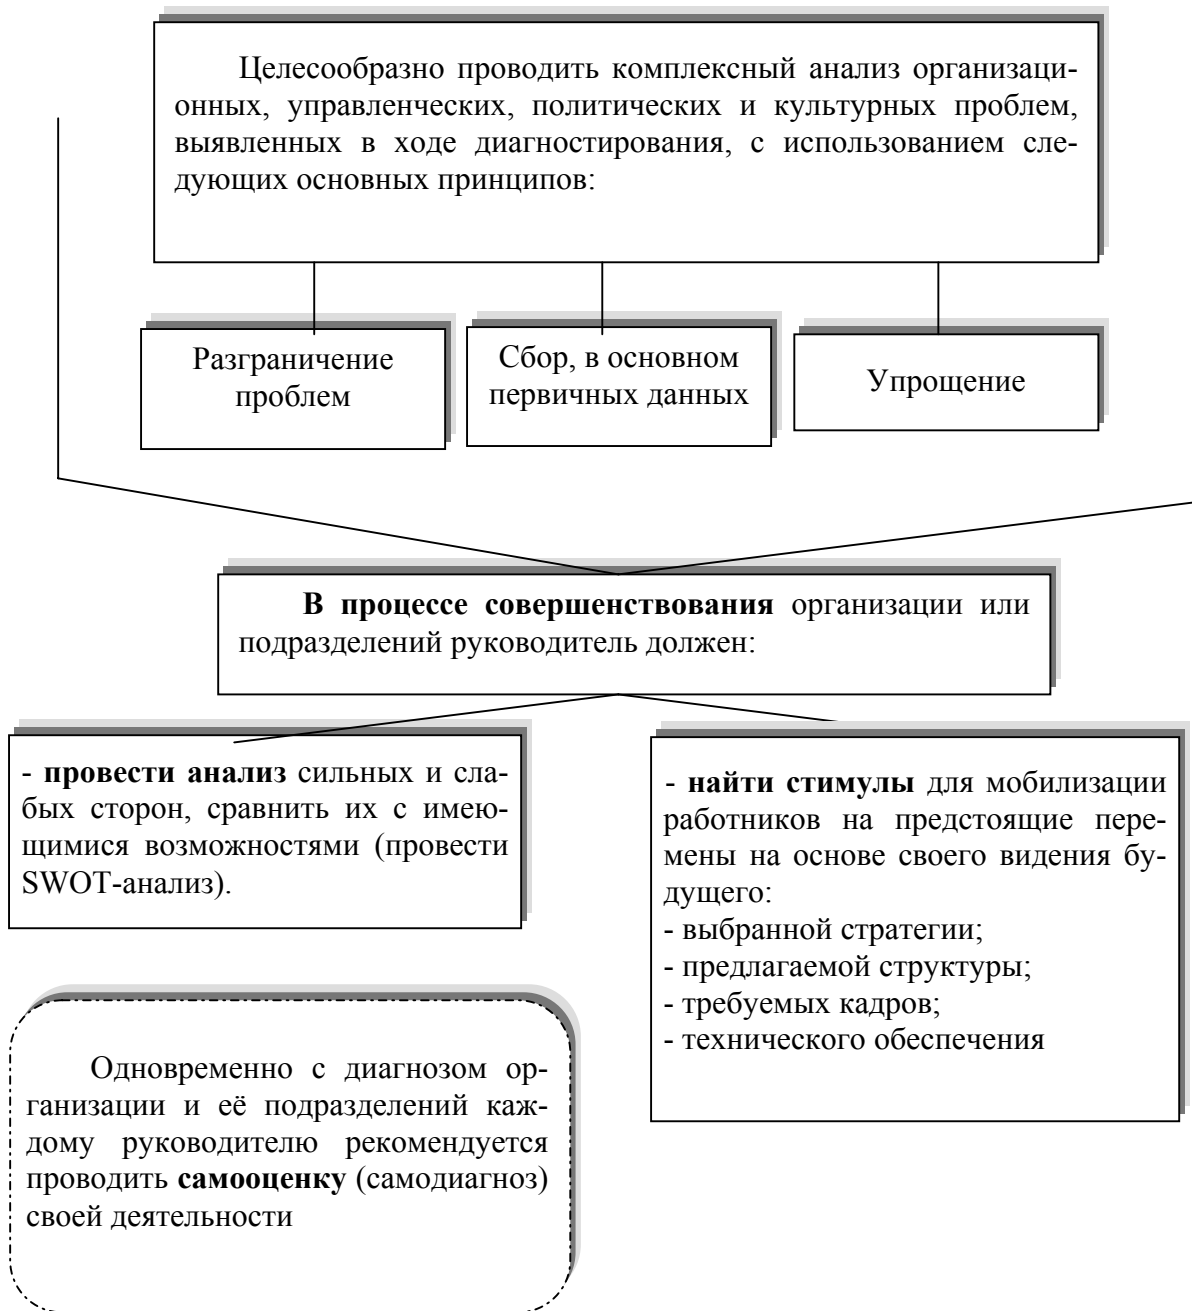 Целесообразно проводить комплексный анализ организаци-
онных, управленческих, политических и культурных проблем,
выявленных в ходе диагностирования, с использованием сле-
дующих основных принципов:
Разграничение
проблем
Сбор, в основном
первичных данных
Упрощение
В процессе совершенствования организации или
подразделений руководитель должен:
- провести анализ сильных и сла-
бых сторон, сравнить их с имею-
щимися возможностями (провести
SWOT-анализ).
- найти стимулы для мобилизации
работников на предстоящие пере-
мены на основе своего видения бу-
дущего:
- выбранной стратегии;
- предлагаемой структуры;
- требуемых кадров;
- технического обеспечения
Одновременно с диагнозом ор-
ганизации и её подразделений каж-
дому руководителю рекомендуется
проводить самооценку (самодиагноз)
своей деятельности